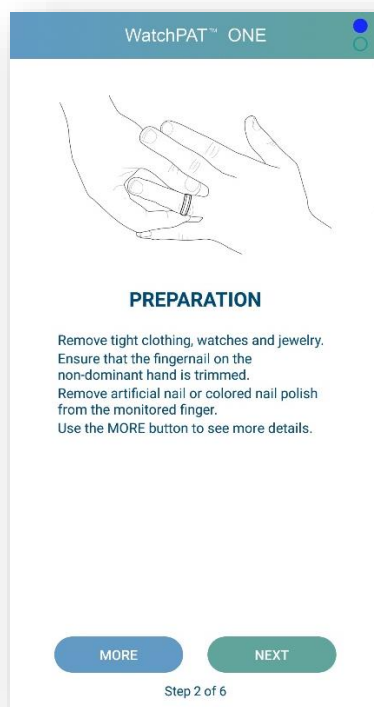 WatchPAT™ ONE
PREPARATION
Remove tight clothing, watches and jewelry.
Ensure that the fingernail on the
non-dominant hand is trimmed.
Remove artificial nail or colored nail polish
from the monitored finger.
Use the MORE button to see more details.
MORE
NEXT
Step 2 of 6